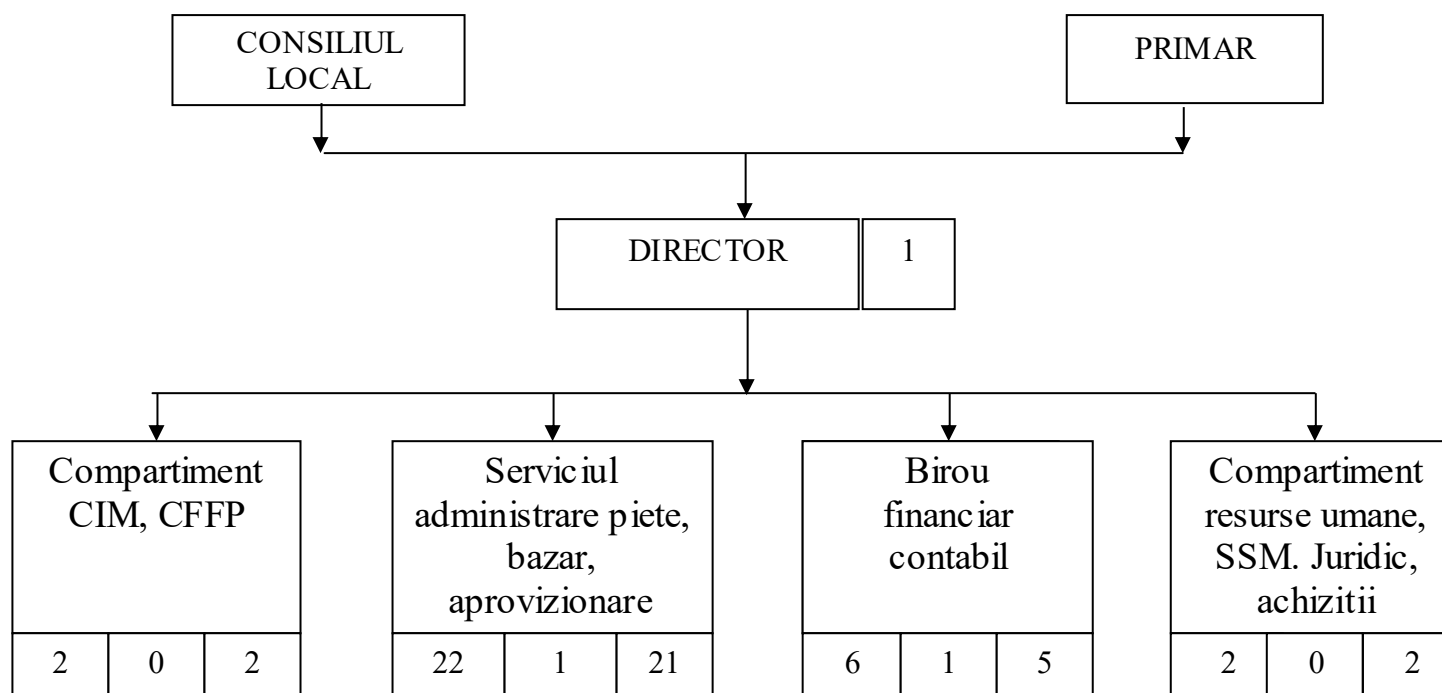 CONSILIUL
LOCAL
PRIMAR
DIRECTOR
1
Compartiment
CIM, CFFP
2 0 2
Serviciul
administrare piete,
bazar,
aprovizionare
22 1 21
Birou
financiar
contabil
6 1 5
Compartiment
resurse umane,
SSM. Juridic,
achizitii
2 0 2